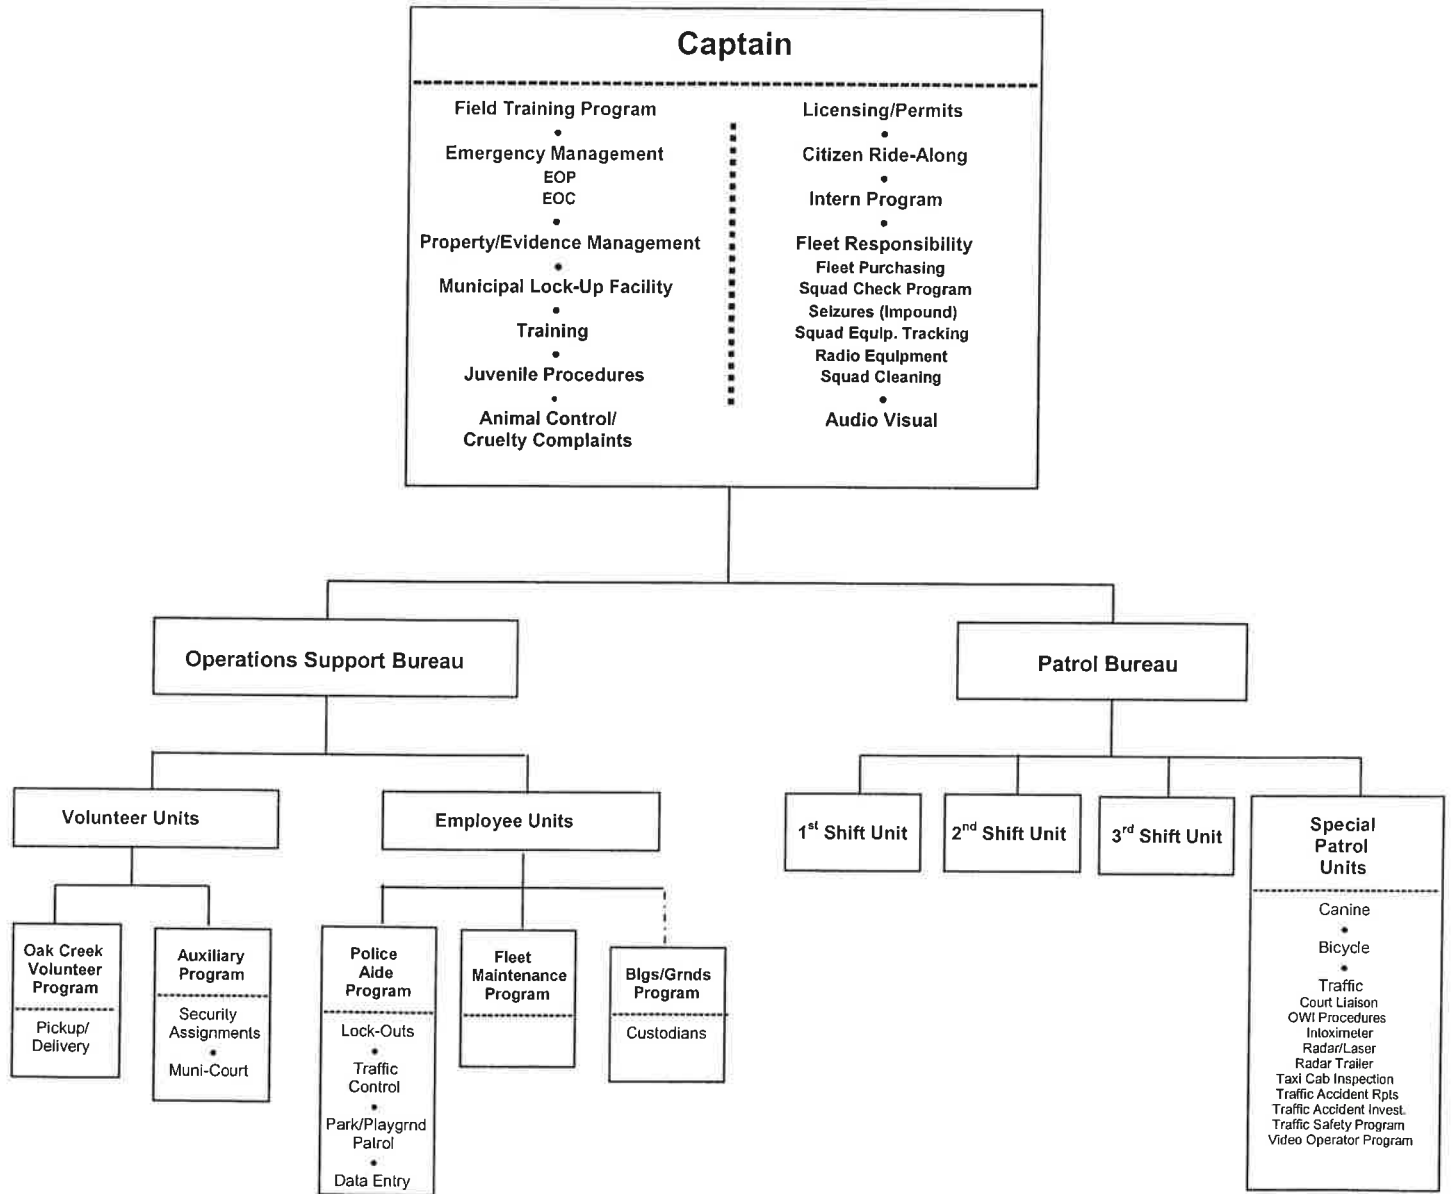 Captain
Field Training Program
•
Emergency Management
EOP
EOC
•
Property/Evidence Management
•
Municipal Lock-Up Facility
•
Training
•
Juvenile Procedures
•
Animal Control/
Cruelty Complaints
Licensing/Permits
•
Citizen Ride-Along
•
Intern Program
•
Fleet Responsibility
Fleet Purchasing
Squad Check Program
Seizures (Impound)
Squad Equip. Tracking
Radio Equipment
Squad Cleaning
•
Audio Visual
Operations Support Bureau
Patrol Bureau
Volunteer Units
Employee Units
1st Shift Unit
2nd Shift Unit
3rd Shift Unit
Special
Patrol
Units
Canine
•
Bicycle
•
Traffic
Court Liaison
OWI Procedures
Intoximeter
Radar/Laser
Radar Trailer
Taxi Cab Inspection
Traffic Accident Rpts
Traffic Accident Invest.
Traffic Safety Program
Video Operator Program
Oak Creek
Volunteer
Program
Pickup/
Delivery
Auxiliary
Program
Security
Assignments
•
Muni-Court
Police
Aide
Program
Lock-Outs
•
Traffic
Control
•
Park/Playgrnd
Patrol
•
Data Entry
Fleet
Maintenance
Program
Blgs/Grnds
Program
Custodians